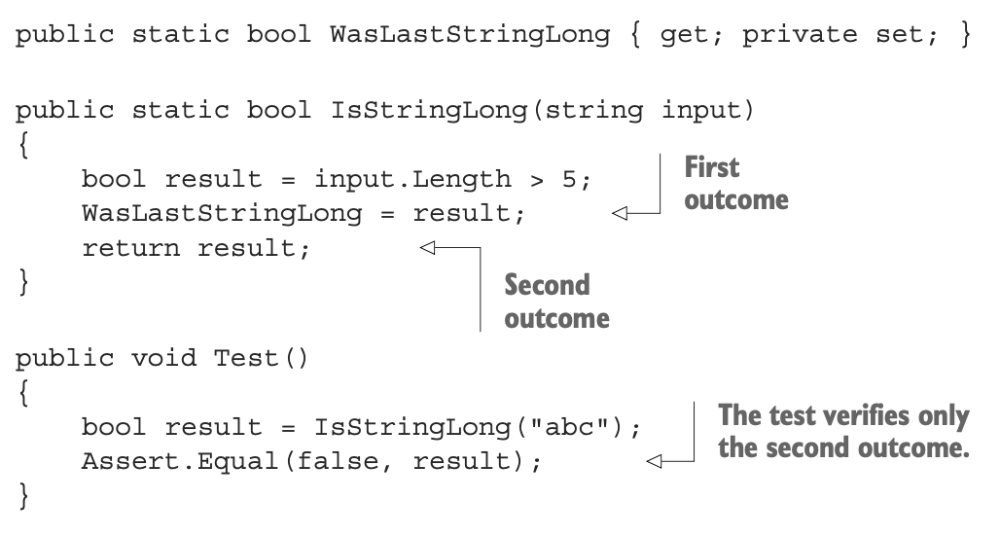 public static bool WasLastStringLong { get; private set; }
public static bool IsStringLong(string input)
{
    bool result = input.Length > 5;
    WasLastStringLong = result;
First
outcome
    return result;
Second
outcome
}
public void Test()
{
    bool result = IsStringLong("abc");
    Assert.Equal(false, result);
The test verifies only
the second outcome.
}